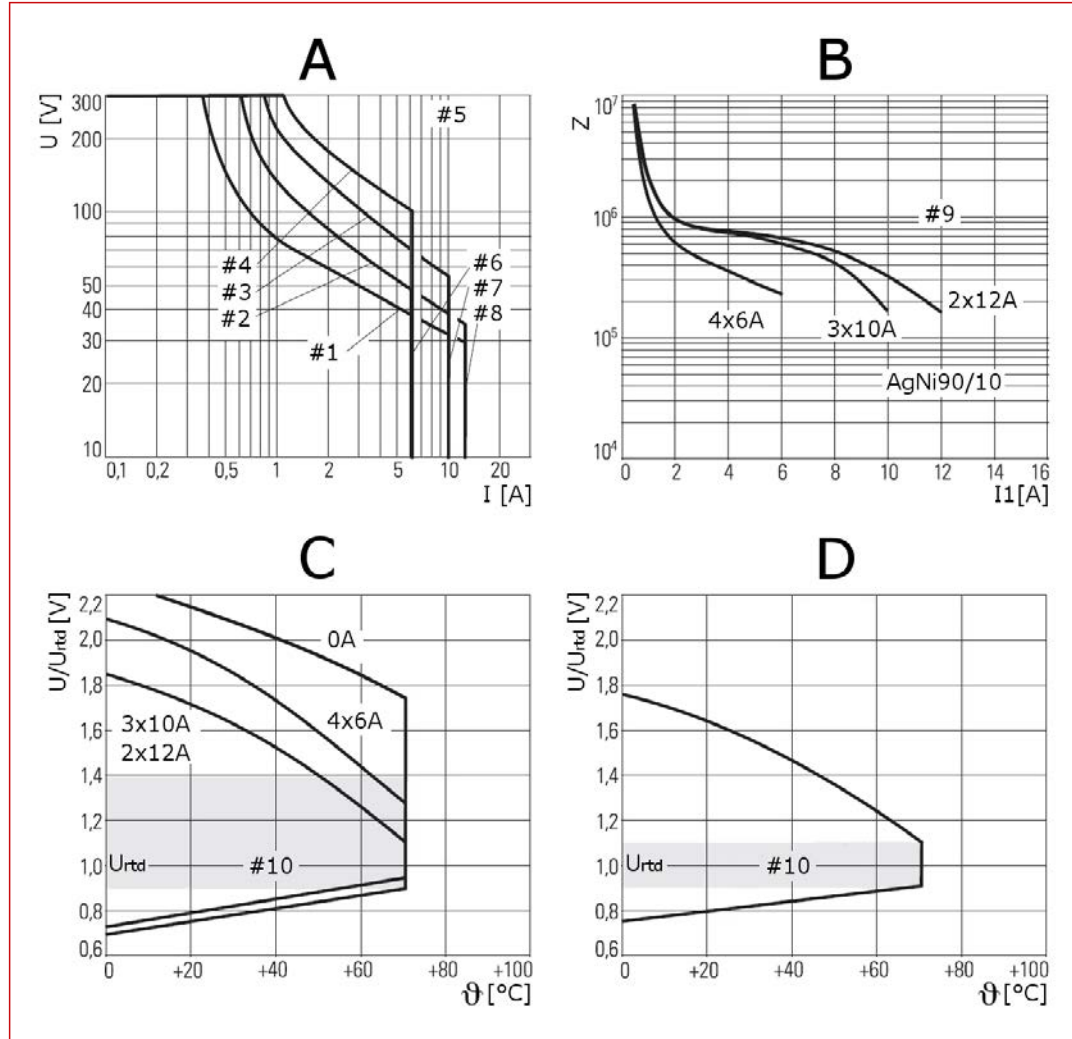 A
U [V]
300
200
100
50
40
30
20
10
0,1 0,2 0,5 1 2 5 10 20
I [A]
#5
#4
#3
#2
#1
#6
#7
#8
B
Z
10⁷
10⁶
10⁵
10⁴
0 2 4 6 8 10 12 14 16
I1[A]
#9
4x6A
3x10A
2x12A
AgNi90/10
C
U/Urtd [V]
2,2
2,0
1,8
1,6
1,4
1,2
1,0
0,8
0,6
0 +20 +40 +60 +80 +100
ϑ [°C]
0A
3x10A
2x12A
4x6A
Urtd
#10
D
U/Urtd [V]
2,2
2,0
1,8
1,6
1,4
1,2
1,0
0,8
0,6
0 +20 +40 +60 +80 +100
ϑ [°C]
Urtd
#10